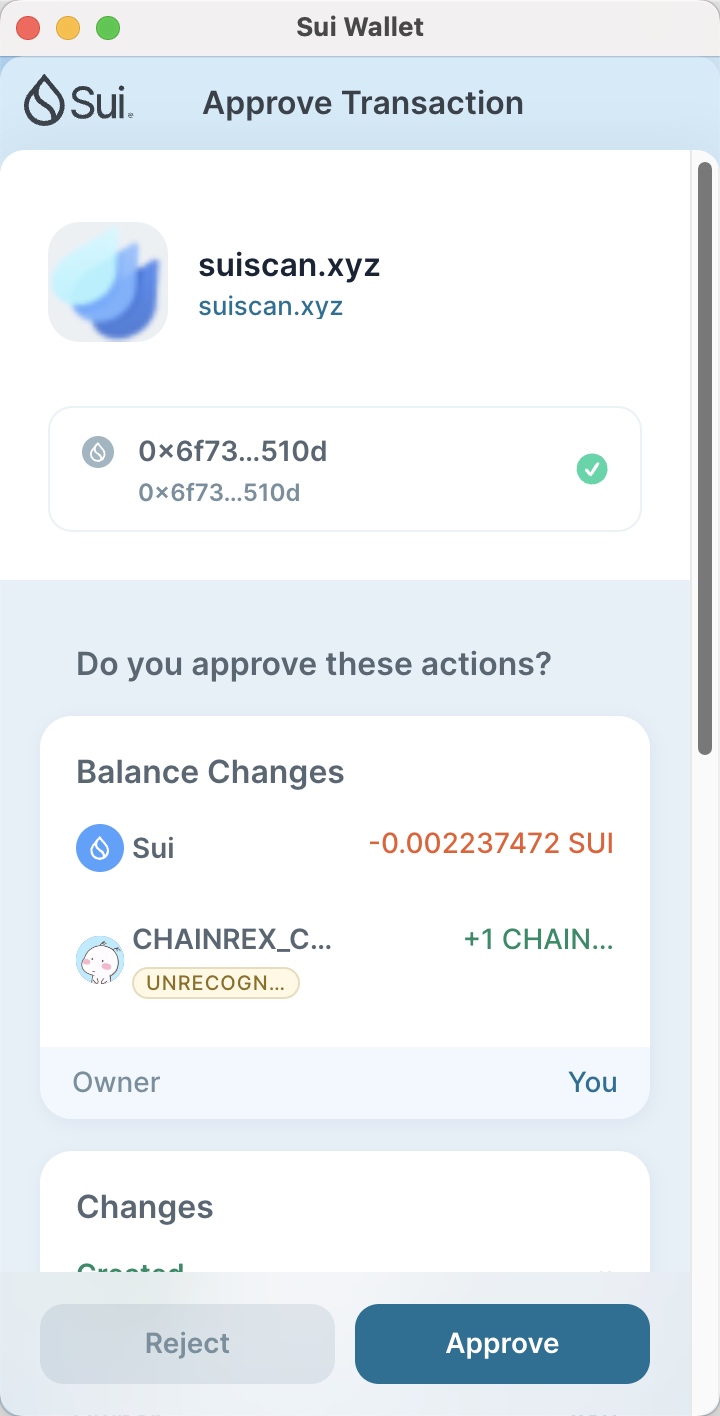 Sui Wallet
Sui
Approve Transaction
suiscan.xyz
suiscan.xyz
0×6f73…510d
0×6f73…510d
Do you approve these actions?
Balance Changes
Sui
-0.002237472 SUI
CHAINREX_C…
+1 CHAIN…
UNRECOGN…
Owner
You
Changes
Created
Reject
Approve